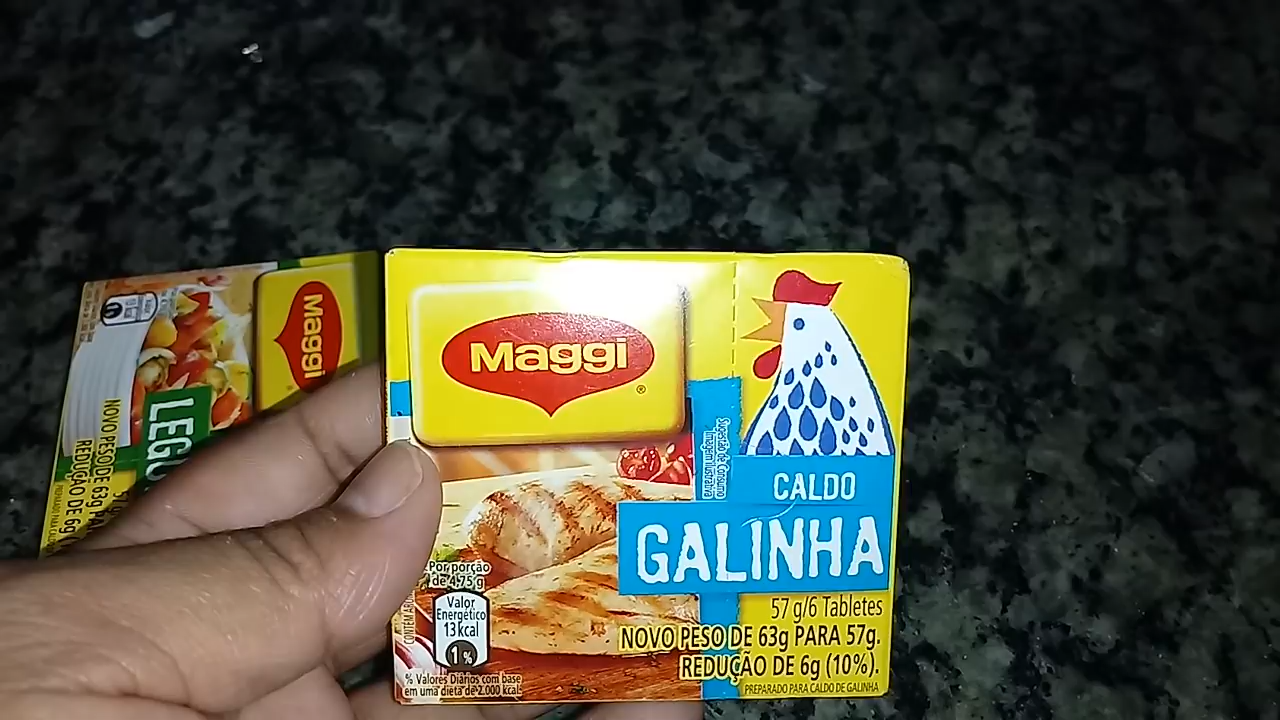 Maggi
®
Sugestão de Consumo
Imagem Ilustrativa
CALDO
GALINHA
57 g/6 Tabletes
NOVO PESO DE 63g PARA 57g.
REDUÇÃO DE 6g (10%).
PREPARADO PARA CALDO DE GALINHA
Por porção
de 4,75 g
Valor
Energético
13 kcal
1 %
% Valores Diários com base
em uma dieta de 2.000 kcal
Maggi
NOVO PESO DE 63g
REDUÇÃO DE 6g